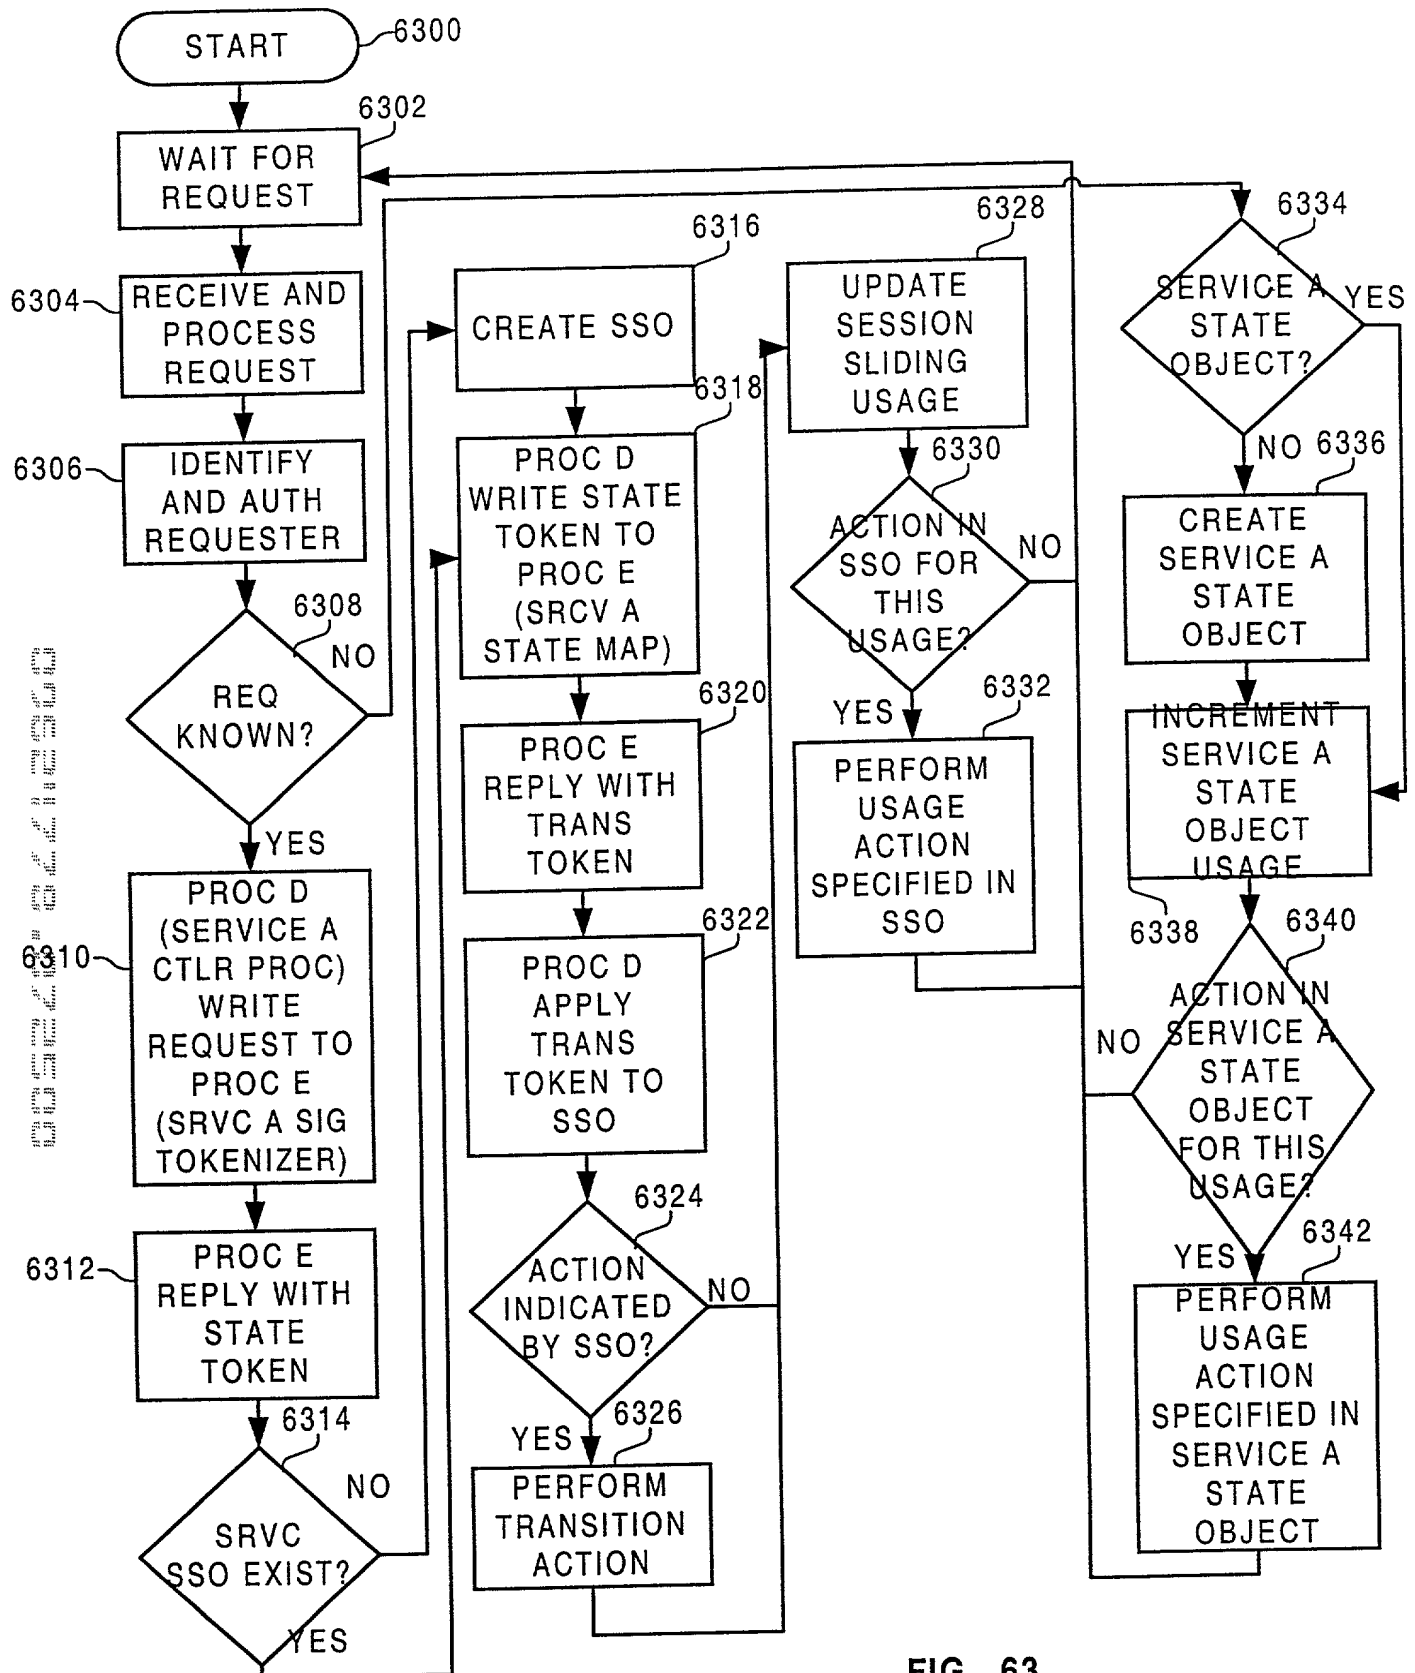 START
6300
6302
WAIT FOR
REQUEST
6304
RECEIVE AND
PROCESS
REQUEST
6306
IDENTIFY
AND AUTH
REQUESTER
6308
NO
REQ
KNOWN?
YES
6310
PROC D
(SERVICE A
CTLR PROC)
WRITE
REQUEST TO
PROC E
(SRVC A SIG
TOKENIZER)
6312
PROC E
REPLY WITH
STATE
TOKEN
6314
NO
SRVC
SSO EXIST?
YES
6316
CREATE SSO
6318
PROC D
WRITE STATE
TOKEN TO
PROC E
(SRCV A
STATE MAP)
6320
PROC E
REPLY WITH
TRANS
TOKEN
6322
PROC D
APPLY
TRANS
TOKEN TO
SSO
6324
ACTION
INDICATED
BY SSO?
NO
YES
6326
PERFORM
TRANSITION
ACTION
6328
UPDATE
SESSION
SLIDING
USAGE
6330
ACTION IN
SSO FOR
THIS
USAGE?
NO
YES
6332
PERFORM
USAGE
ACTION
SPECIFIED IN
SSO
6334
SERVICE A
STATE
OBJECT?
YES
NO
6336
CREATE
SERVICE A
STATE
OBJECT
INCREMENT
SERVICE A
STATE
OBJECT
USAGE
6338
6340
ACTION IN
SERVICE A
STATE
OBJECT
FOR THIS
USAGE?
NO
YES
6342
PERFORM
USAGE
ACTION
SPECIFIED IN
SERVICE A
STATE
OBJECT
FIG. 63